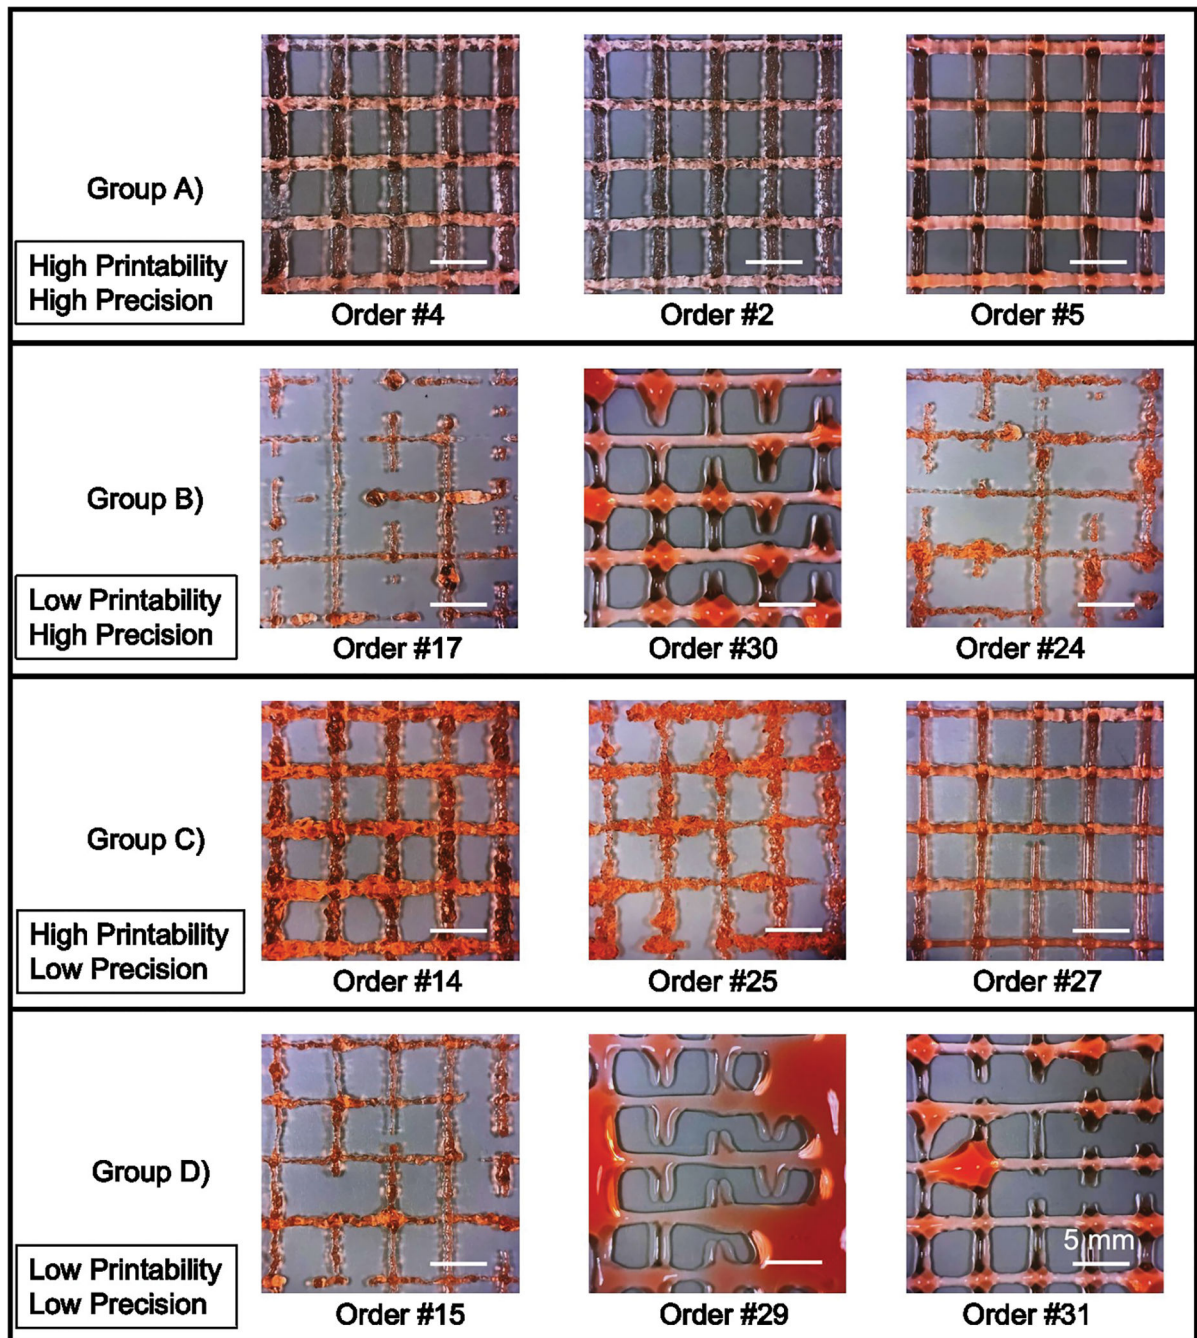 Group A)
High Printability
High Precision
Order #4
Order #2
Order #5
Group B)
Low Printability
High Precision
Order #17
Order #30
Order #24
Group C)
High Printability
Low Precision
Order #14
Order #25
Order #27
Group D)
Low Printability
Low Precision
5 mm
Order #15
Order #29
Order #31